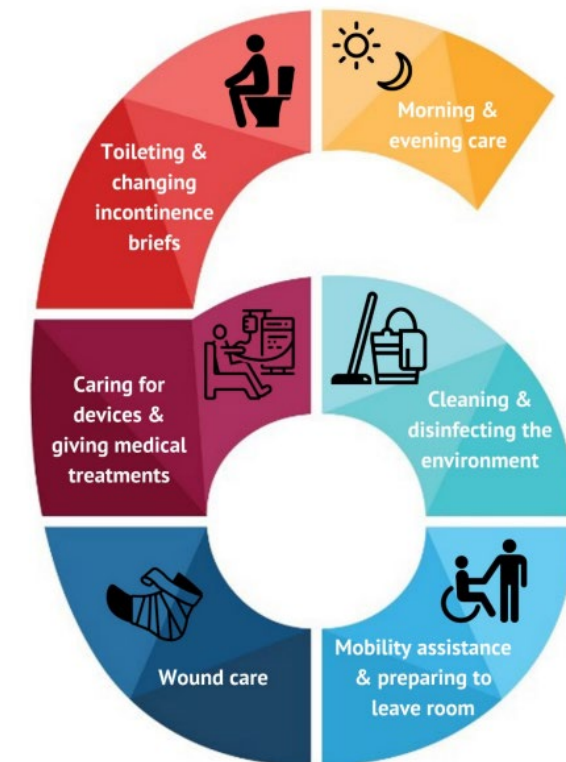 Morning &
evening care
Toileting &
changing
incontinence
briefs
Caring for
devices &
giving medical
treatments
Cleaning &
disinfecting the
environment
Wound care
Mobility assistance
& preparing to
leave room